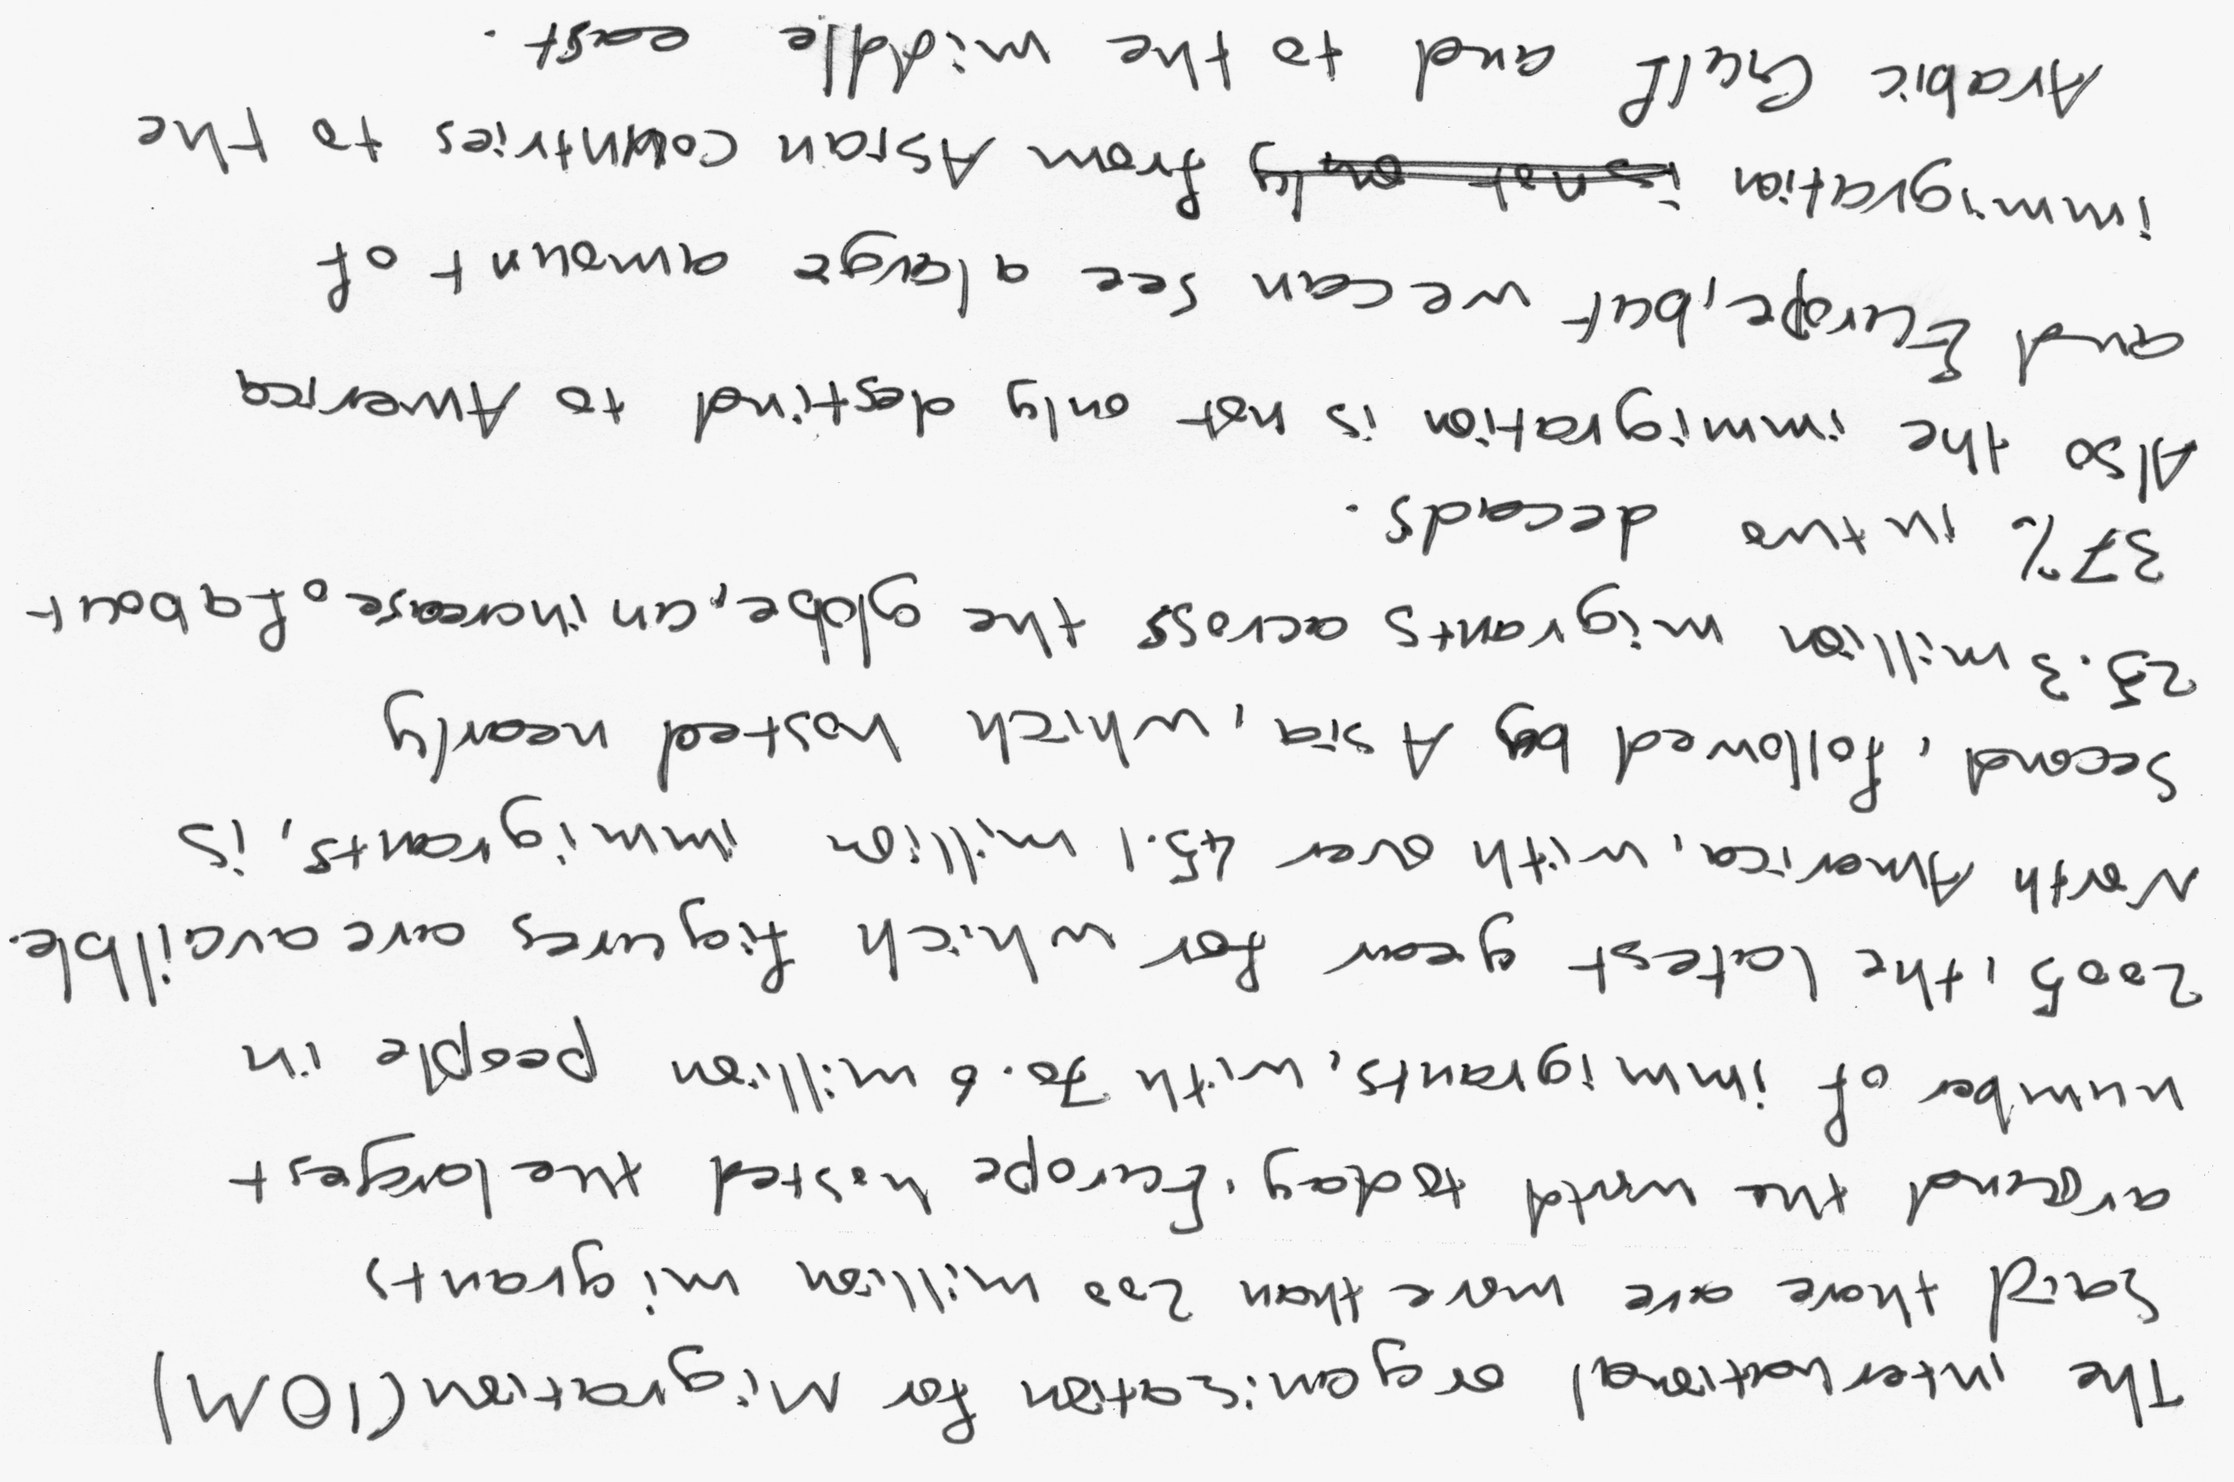 The international organization for Migration (IOM)
said there are more than 200 million migrants
around the world today. Europe hosted the largest
number of immigrants, with 70.6 million people in
2005, the latest year for which figures are availble.
North America, with over 45.1 million immigrants, is
second, followed by Asia, which hosted nearly
25.3 million migrants across the globe, an increase of about
37% in two decads.
Also the immigration is not only destind to America
and Europe, but we can see a large amount of
immigration is not only from Asian countries to the
Arabic Gulf and to the middle east.